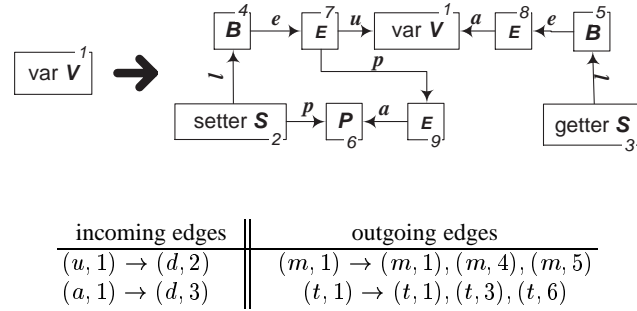 4 7 1 8 5
B e E u var V a E e B
var V 1
l p l
setter S 2 p P 6 a E 9 getter S 3
incoming edges outgoing edges
(u, 1) → (d, 2) (m, 1) → (m, 1), (m, 4), (m, 5)
(a, 1) → (d, 3) (t, 1) → (t, 1), (t, 3), (t, 6)